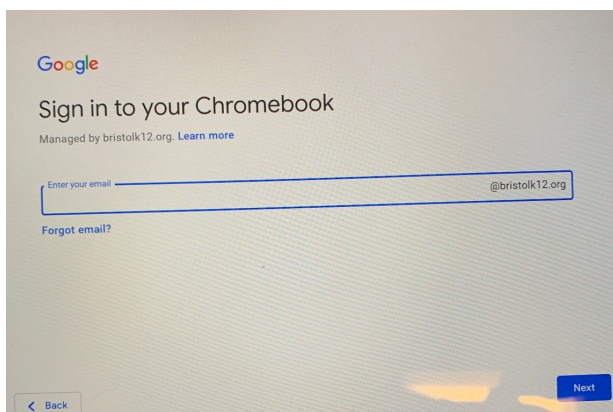 Google
Sign in to your Chromebook
Managed by bristolk12.org. Learn more
Enter your email
@bristolk12.org
Forgot email?
Next
Back